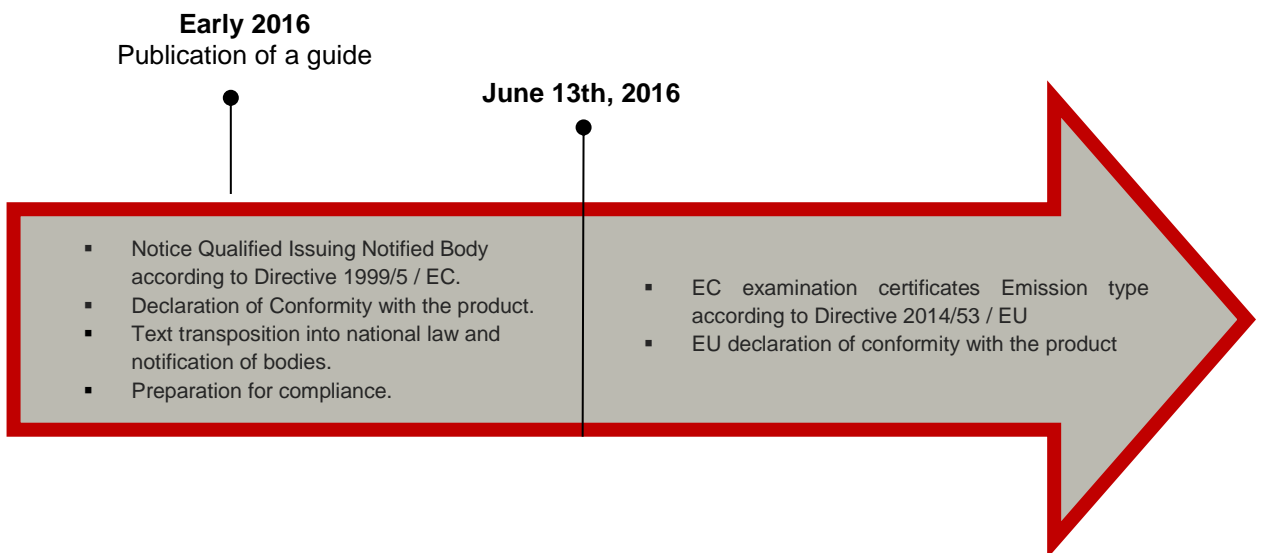 Early 2016
Publication of a guide
June 13th, 2016
▪ Notice Qualified Issuing Notified Body
according to Directive 1999/5 / EC.
▪ Declaration of Conformity with the product.
▪ Text transposition into national law and
notification of bodies.
▪ Preparation for compliance.
▪ EC examination certificates Emission type
according to Directive 2014/53 / EU
▪ EU declaration of conformity with the product